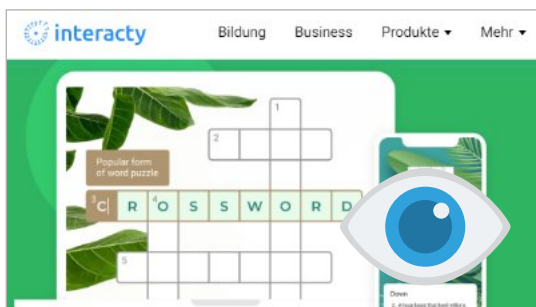 interacty Bildung Business Produkte ▾ Mehr ▾
1
2
Popular form
of word puzzle
3 C R 4 O S S W O R D
5
Down